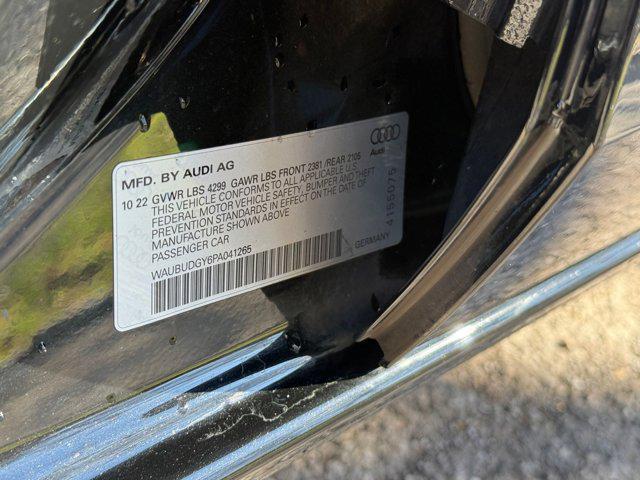 MFD. BY AUDI AG
Audi
10 22 GVWR LBS 4299 GAWR LBS FRONT 2381 /REAR 2105
THIS VEHICLE CONFORMS TO ALL APPLICABLE U.S.
FEDERAL MOTOR VEHICLE SAFETY, BUMPER AND THEFT
PREVENTION STANDARDS IN EFFECT ON THE DATE OF
MANUFACTURE SHOWN ABOVE
PASSENGER CAR
WAUBUDGY6PA041265
GERMANY
4155075